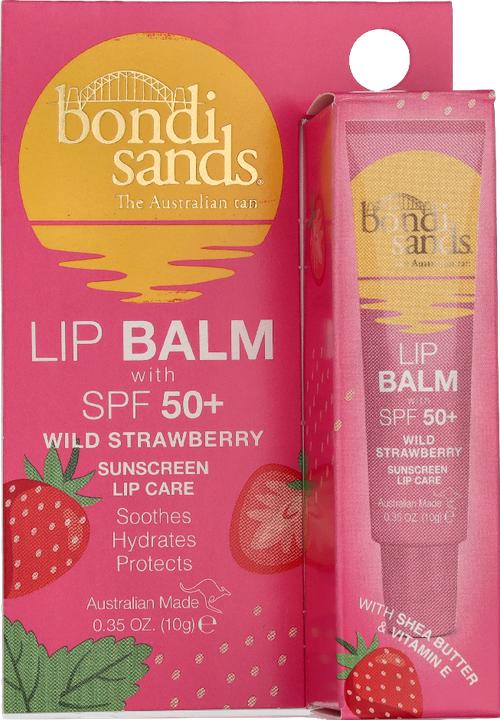 bondi
sands®
The Australian tan
LIP BALM
with
SPF 50+
WILD STRAWBERRY
SUNSCREEN
LIP CARE
Soothes
Hydrates
Protects
Australian Made
0.35 OZ. (10g) ℮
bondi
sands
The Australian tan
LIP
BALM
with
SPF 50+
WILD
STRAWBERRY
SUNSCREEN
LIP CARE
Australian Made
0.35 OZ (10g) ℮
WITH SHEA BUTTER
& VITAMIN E